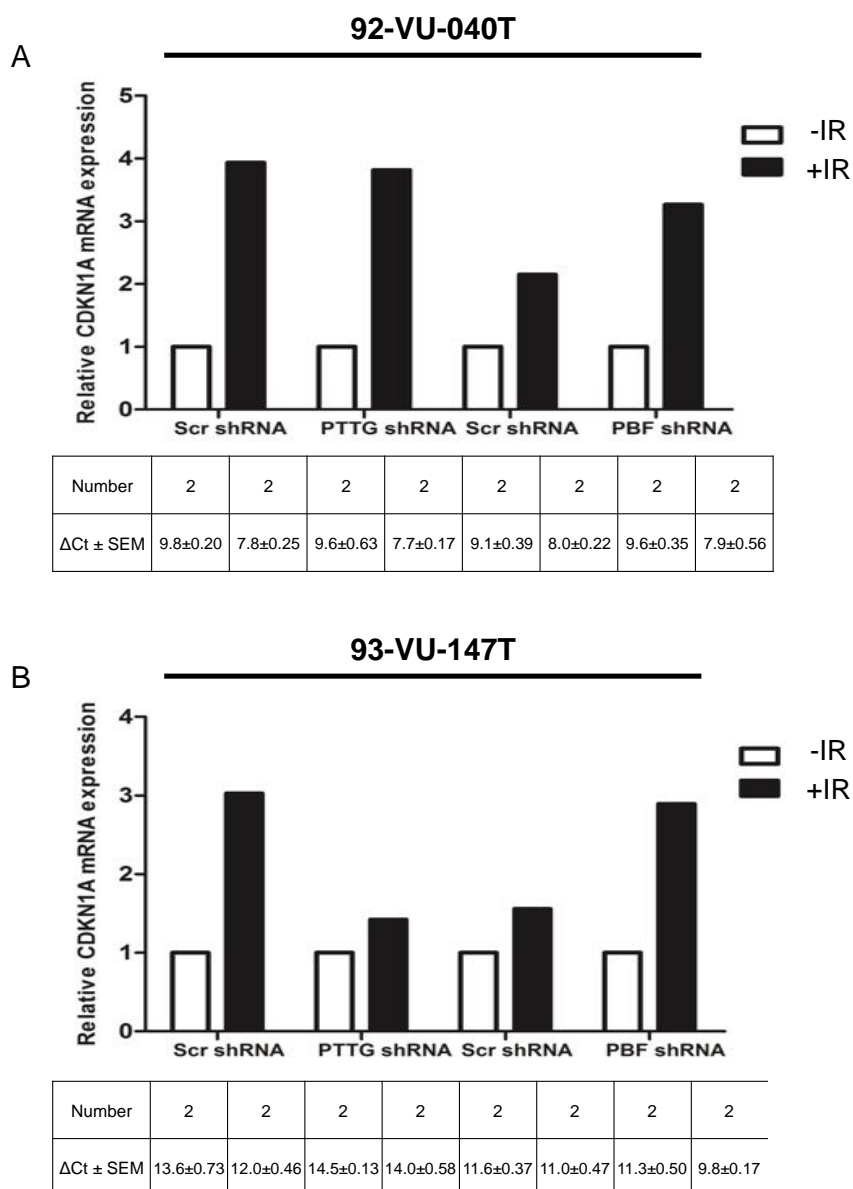 92-VU-040T
A
Relative CDKN1A mRNA expression
5
4
3
2
1
0
-IR
+IR
Scr shRNA PTTG shRNA Scr shRNA PBF shRNA
Number 2 2 2 2 2 2 2 2
ΔCt ± SEM 9.8±0.20 7.8±0.25 9.6±0.63 7.7±0.17 9.1±0.39 8.0±0.22 9.6±0.35 7.9±0.56
93-VU-147T
B
Relative CDKN1A mRNA expression
4
3
2
1
0
-IR
+IR
Scr shRNA PTTG shRNA Scr shRNA PBF shRNA
Number 2 2 2 2 2 2 2 2
ΔCt ± SEM 13.6±0.73 12.0±0.46 14.5±0.13 14.0±0.58 11.6±0.37 11.0±0.47 11.3±0.50 9.8±0.17